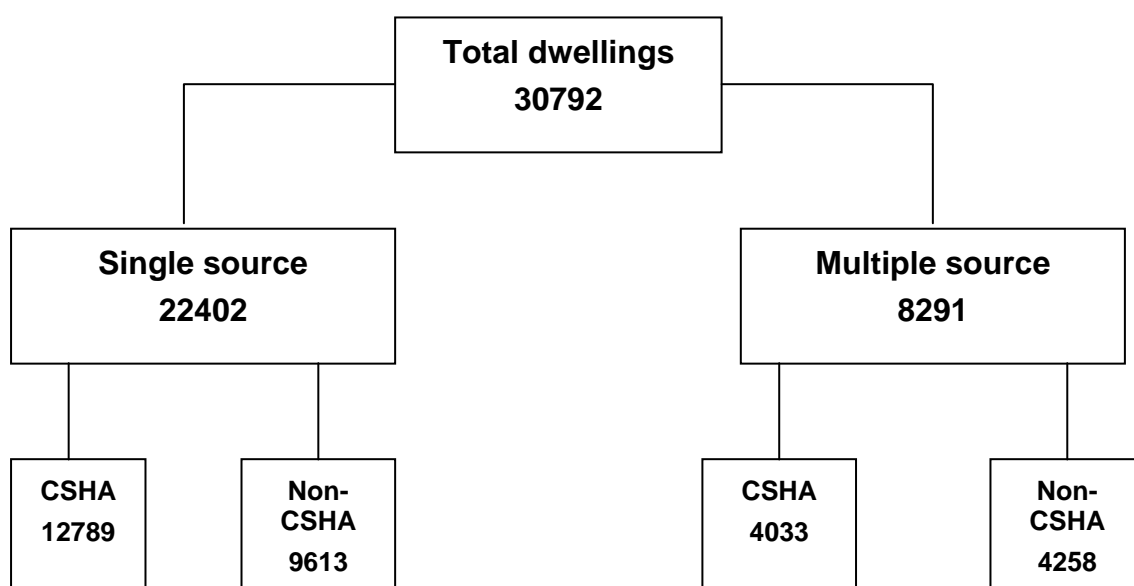 Total dwellings
30792
Single source
22402
Multiple source
8291
CSHA
12789
Non-
CSHA
9613
CSHA
4033
Non-
CSHA
4258